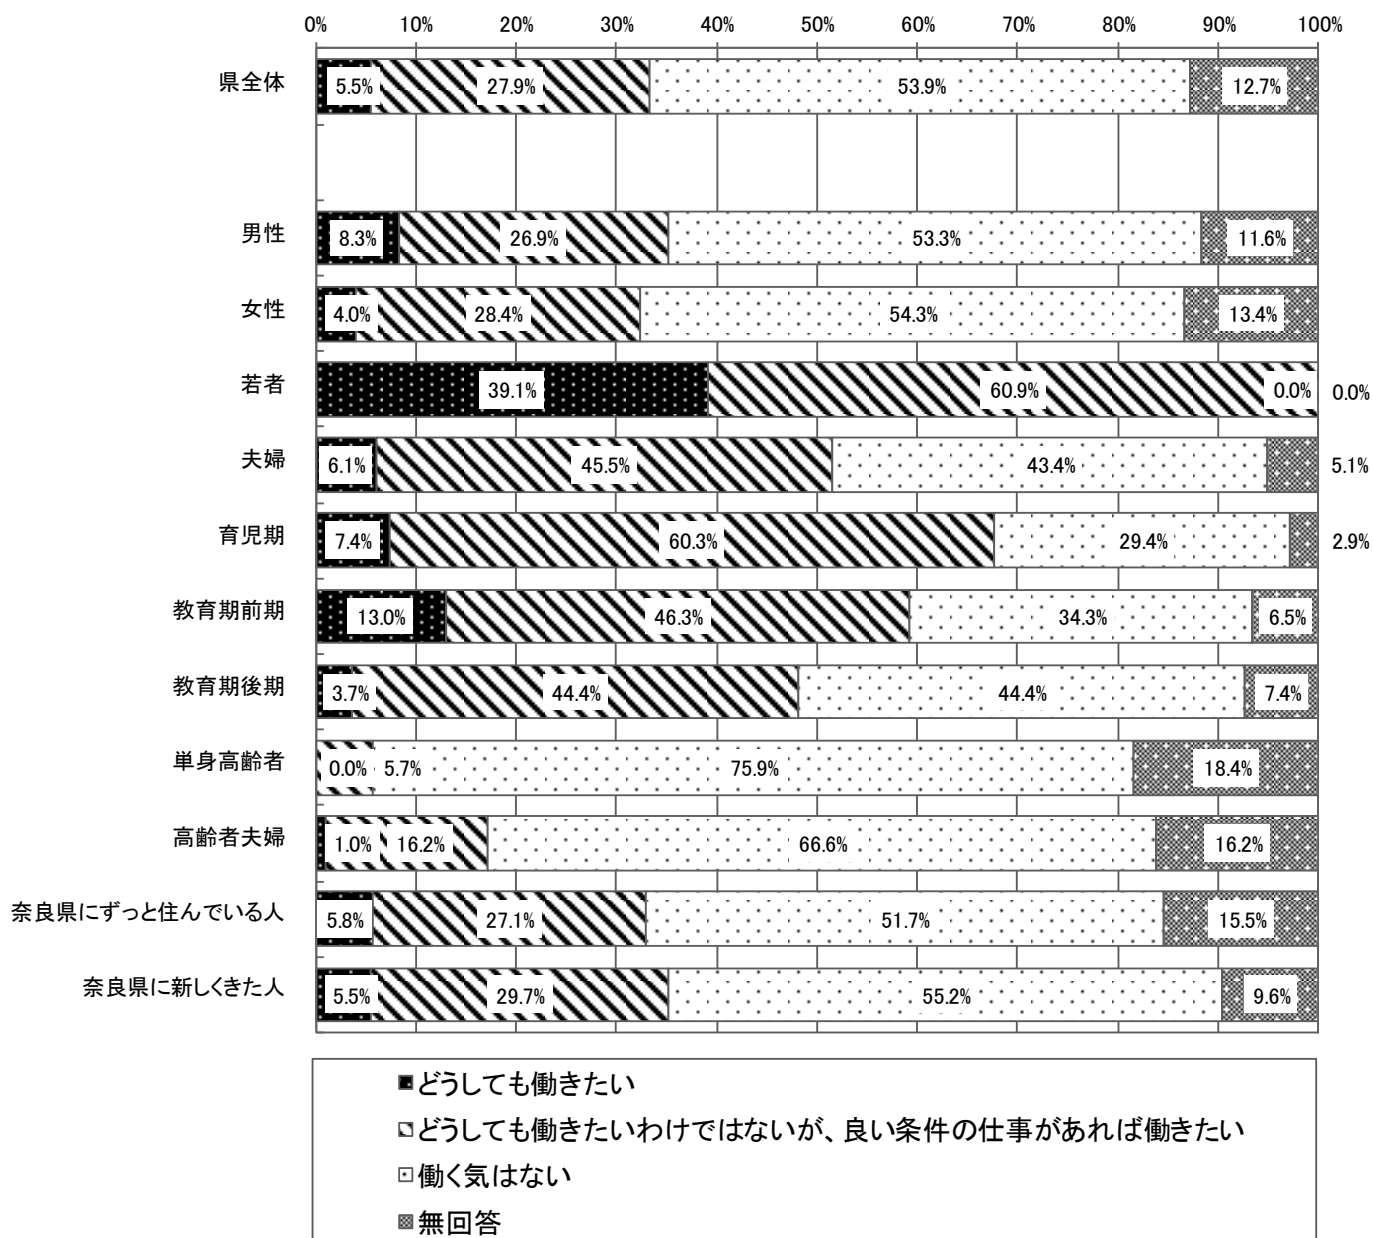 0% 10% 20% 30% 40% 50% 60% 70% 80% 90% 100%
県全体 5.5% 27.9% 53.9% 12.7%
男性 8.3% 26.9% 53.3% 11.6%
女性 4.0% 28.4% 54.3% 13.4%
若者 39.1% 60.9% 0.0% 0.0%
夫婦 6.1% 45.5% 43.4% 5.1%
育児期 7.4% 60.3% 29.4% 2.9%
教育期前期 13.0% 46.3% 34.3% 6.5%
教育期後期 3.7% 44.4% 44.4% 7.4%
単身高齢者 0.0% 5.7% 75.9% 18.4%
高齢者夫婦 1.0% 16.2% 66.6% 16.2%
奈良県にずっと住んでいる人 5.8% 27.1% 51.7% 15.5%
奈良県に新しくきた人 5.5% 29.7% 55.2% 9.6%
どうしても働きたい
どうしても働きたいわけではないが、良い条件の仕事があれば働きたい
働く気はない
無回答